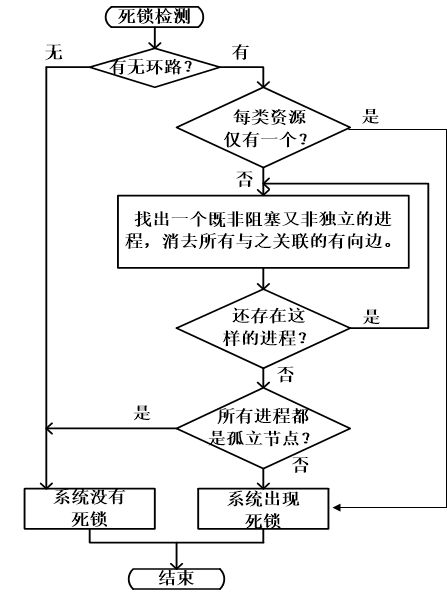 死锁检测
无
有
有无环路？
每类资源
仅有一个？
是
否
找出一个既非阻塞又非独立的进
程，消去所有与之关联的有向边。
还存在这
样的进程？
是
否
是
所有进程都
是孤立节点？
否
系统没有
死锁
系统出现
死锁
结束